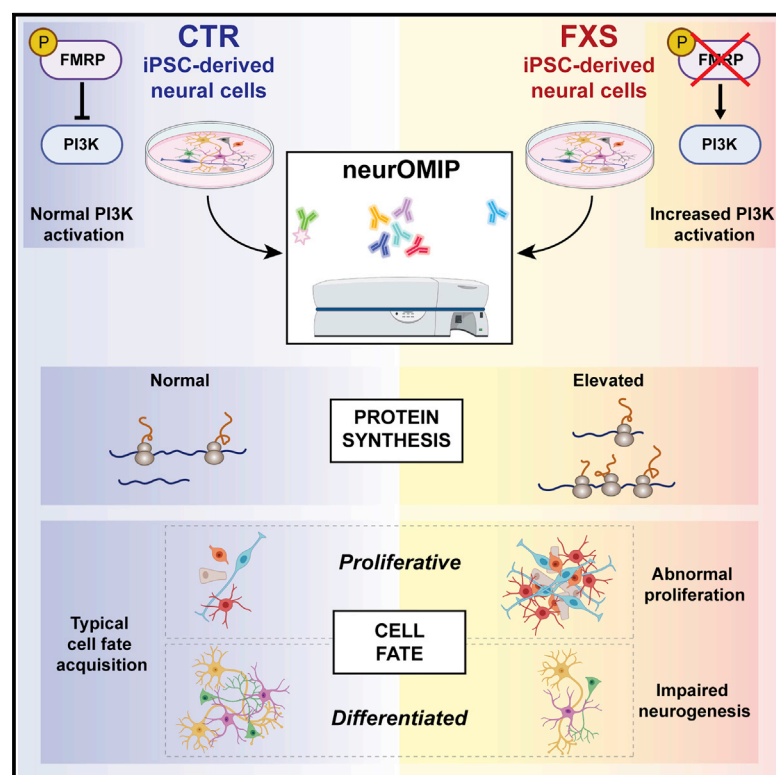 P
FMRP
PI3K
Normal PI3K
activation
CTR
iPSC-derived
neural cells
FXS
iPSC-derived
neural cells
P
FMRP
PI3K
Increased PI3K
activation
neurOMIP
Normal
PROTEIN
SYNTHESIS
Elevated
Typical
cell fate
acquisition
Proliferative
CELL
FATE
Differentiated
Abnormal
proliferation
Impaired
neurogenesis